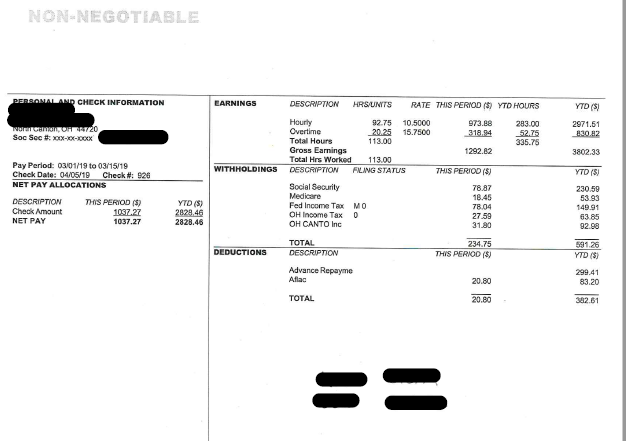 NON-NEGOTIABLE
PERSONAL AND CHECK INFORMATION
North Canton, OH 44720
Soc Sec #: xxx-xx-xxxx
Pay Period: 03/01/19 to 03/15/19
Check Date: 04/05/19 Check #: 926
NET PAY ALLOCATIONS
DESCRIPTION THIS PERIOD ($) YTD ($)
Check Amount 1037.27 2828.46
NET PAY 1037.27 2828.46
EARNINGS DESCRIPTION HRS/UNITS RATE THIS PERIOD ($) YTD HOURS YTD ($)
Hourly 92.75 10.5000 973.88 283.00 2971.51
Overtime 20.25 15.7500 318.94 52.75 830.82
Total Hours 113.00 335.75
Gross Earnings 1292.82 3802.33
Total Hrs Worked 113.00
WITHHOLDINGS DESCRIPTION FILING STATUS THIS PERIOD ($) YTD ($)
Social Security 78.87 230.59
Medicare 18.45 53.93
Fed Income Tax M 0 78.04 149.91
OH Income Tax 0 27.59 63.85
OH CANTO Inc 31.80 92.98
TOTAL 234.75 591.26
DEDUCTIONS DESCRIPTION THIS PERIOD ($) YTD ($)
Advance Repayme 299.41
Aflac 20.80 83.20
TOTAL 20.80 382.61